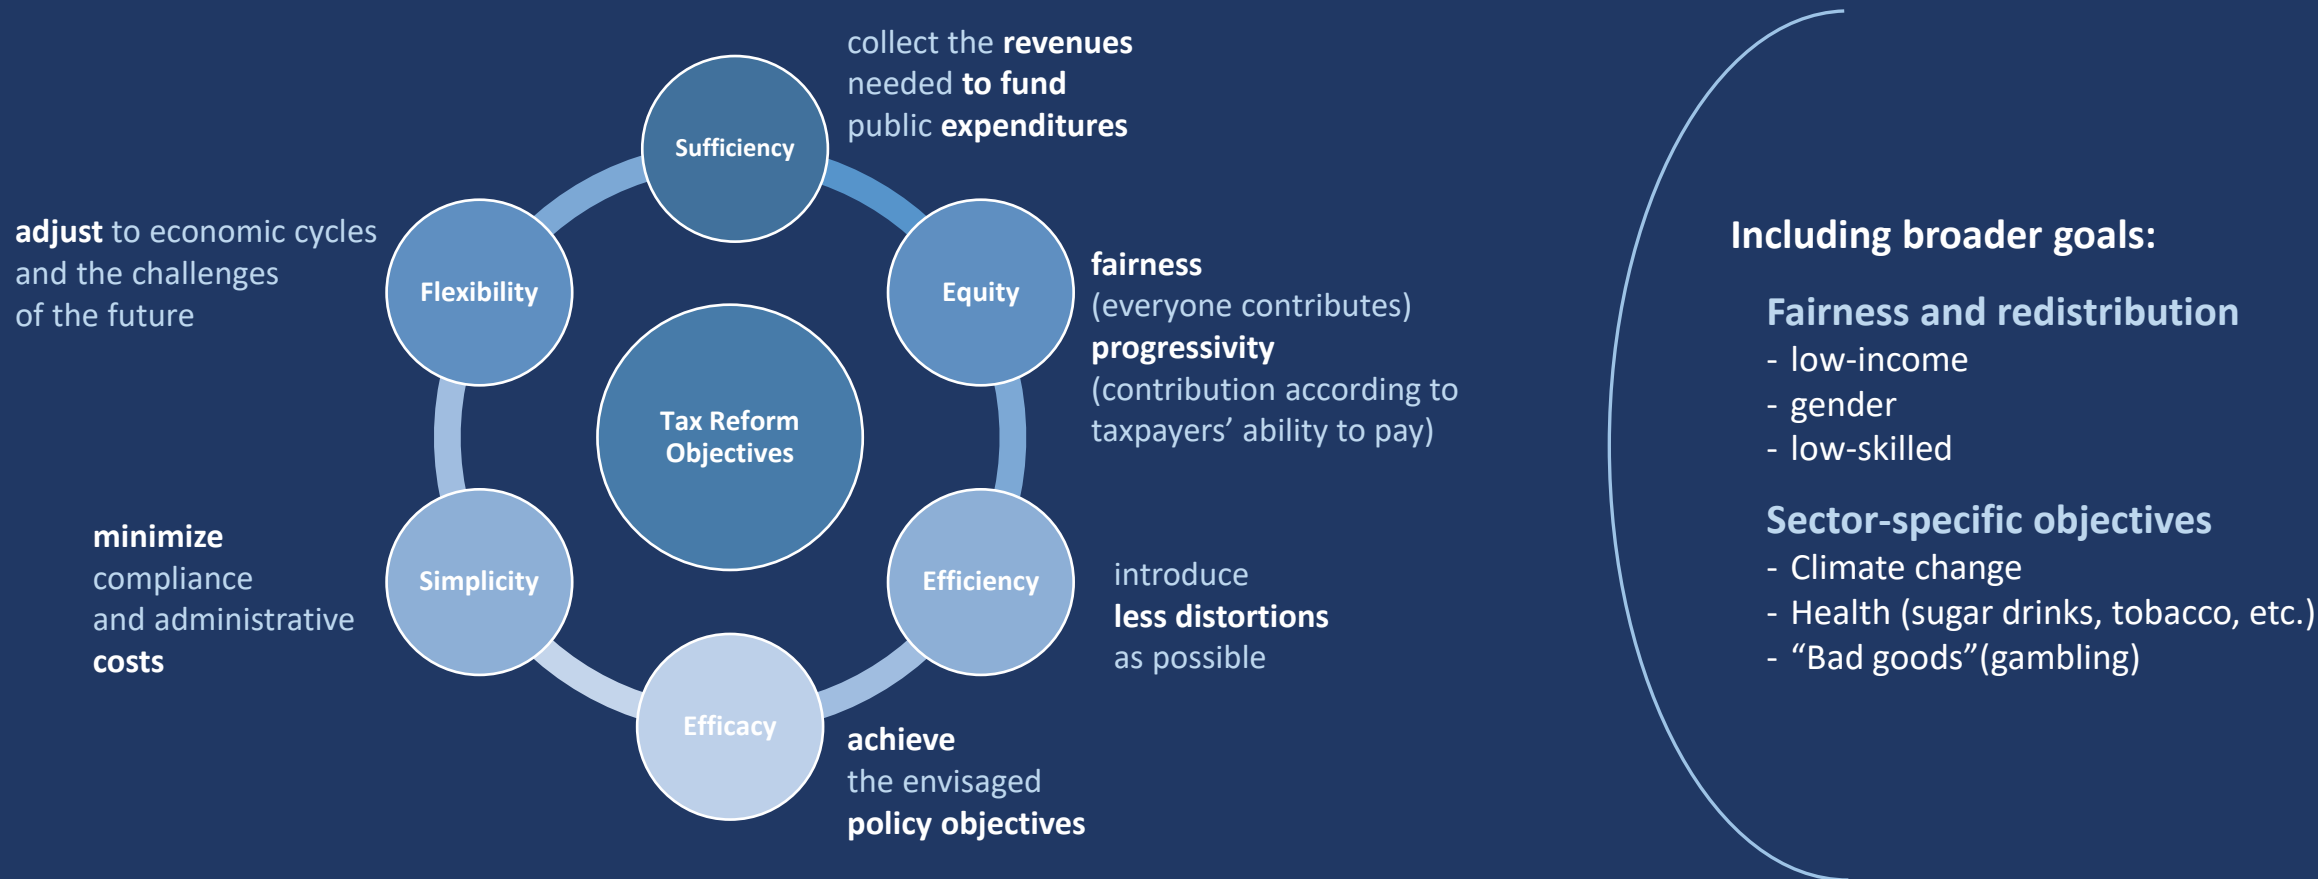 collect the revenues
needed to fund
public expenditures
Sufficiency
adjust to economic cycles
and the challenges
of the future
Flexibility
Equity
fairness
(everyone contributes)
progressivity
(contribution according to
taxpayers’ ability to pay)
Tax Reform
Objectives
minimize
compliance
and administrative
costs
Simplicity
Efficiency
introduce
less distortions
as possible
Efficacy
achieve
the envisaged
policy objectives
Including broader goals:
Fairness and redistribution
- low-income
- gender
- low-skilled
Sector-specific objectives
- Climate change
- Health (sugar drinks, tobacco, etc.)
- “Bad goods”(gambling)